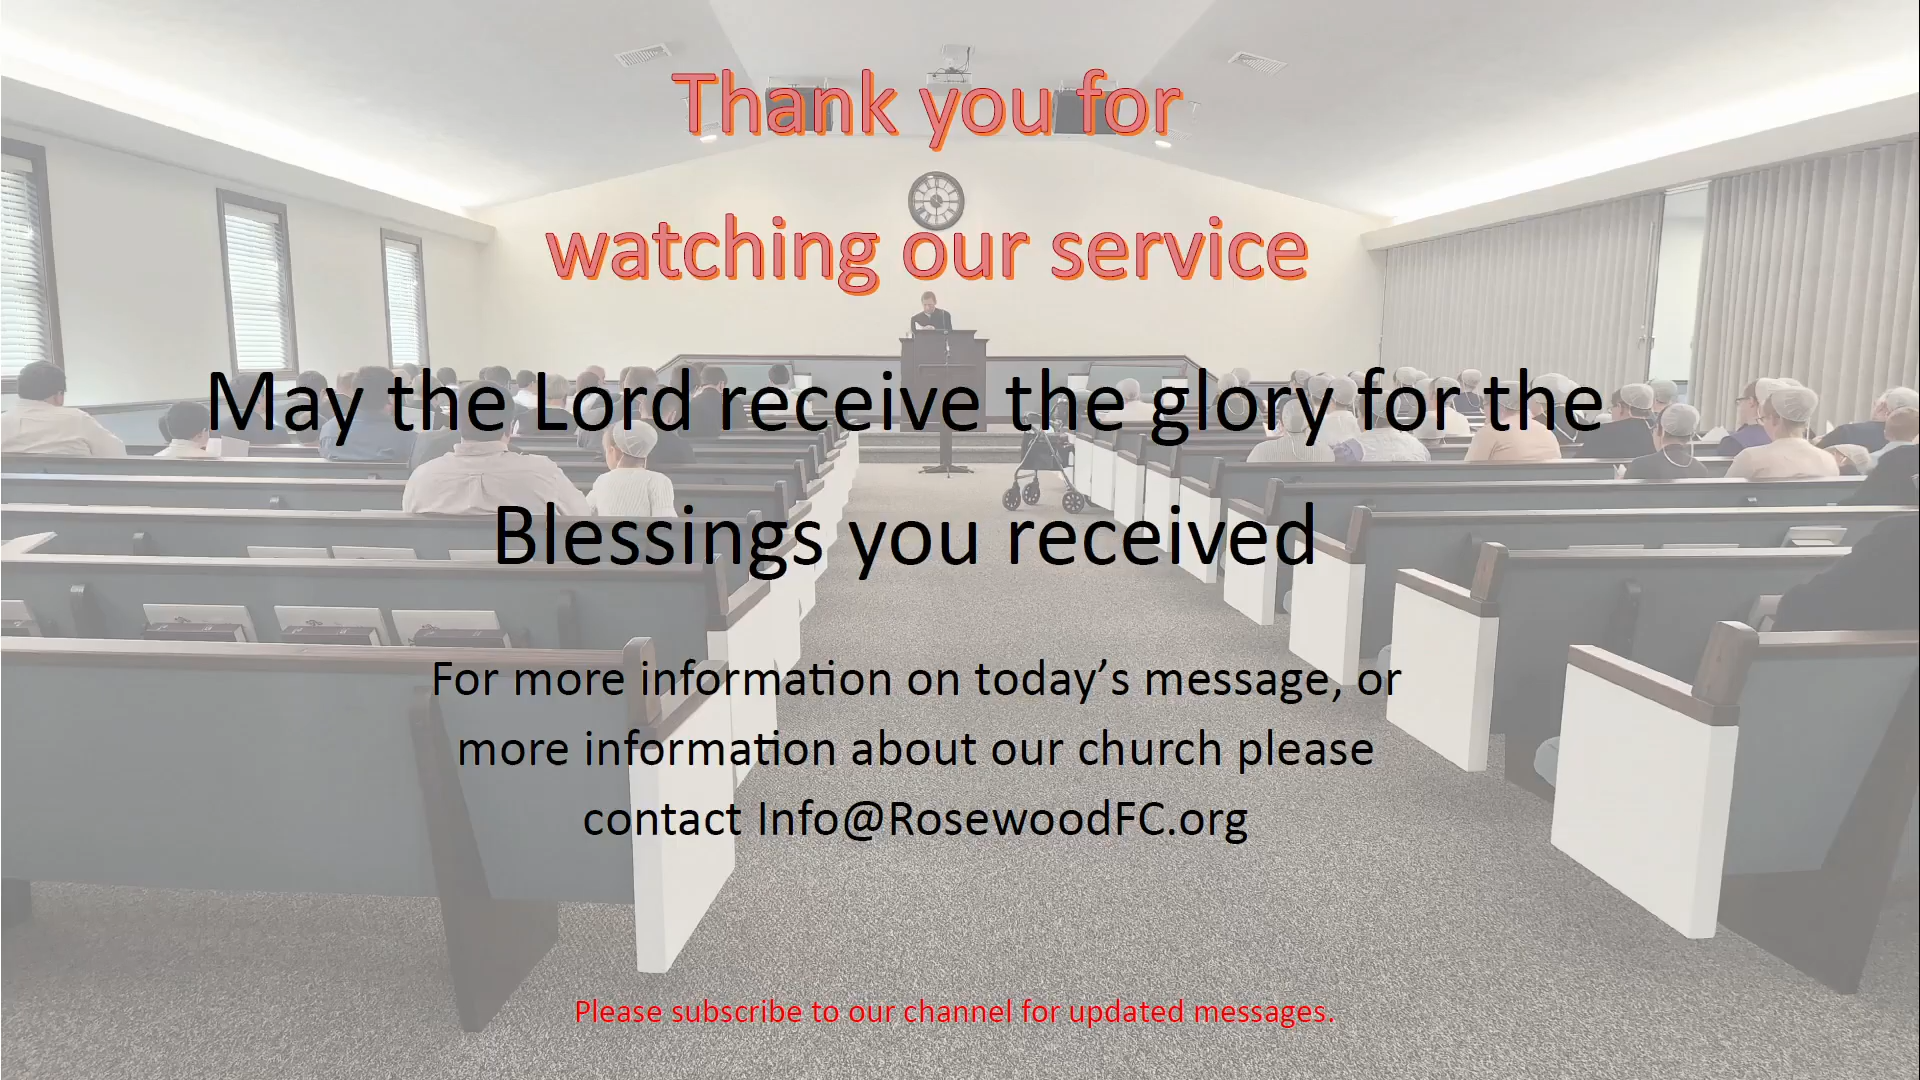 Thank you for
watching our service
May the Lord receive the glory for the
Blessings you received
For more information on today’s message, or
more information about our church please
contact Info@RosewoodFC.org
Please subscribe to our channel for updated messages.